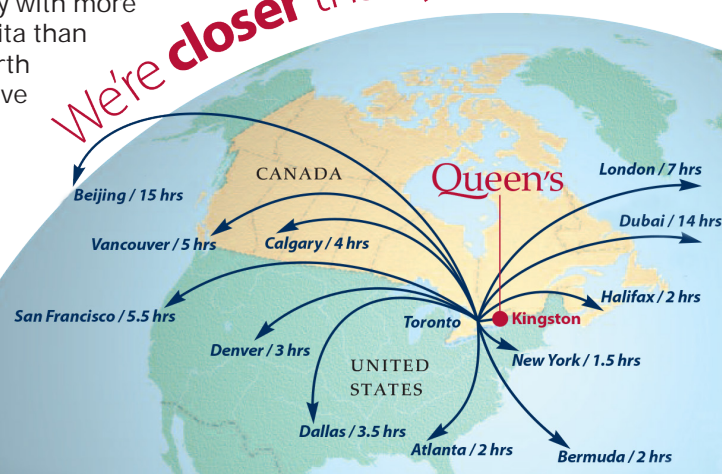 y with more
ita than
rth
ve
We're closer
CANADA
Queen's
London / 7 hrs
Beijing / 15 hrs
Dubai / 14 hrs
Vancouver / 5 hrs
Calgary / 4 hrs
Halifax / 2 hrs
San Francisco / 5.5 hrs
Toronto
Kingston
Denver / 3 hrs
New York / 1.5 hrs
UNITED
STATES
Dallas / 3.5 hrs
Atlanta / 2 hrs
Bermuda / 2 hrs